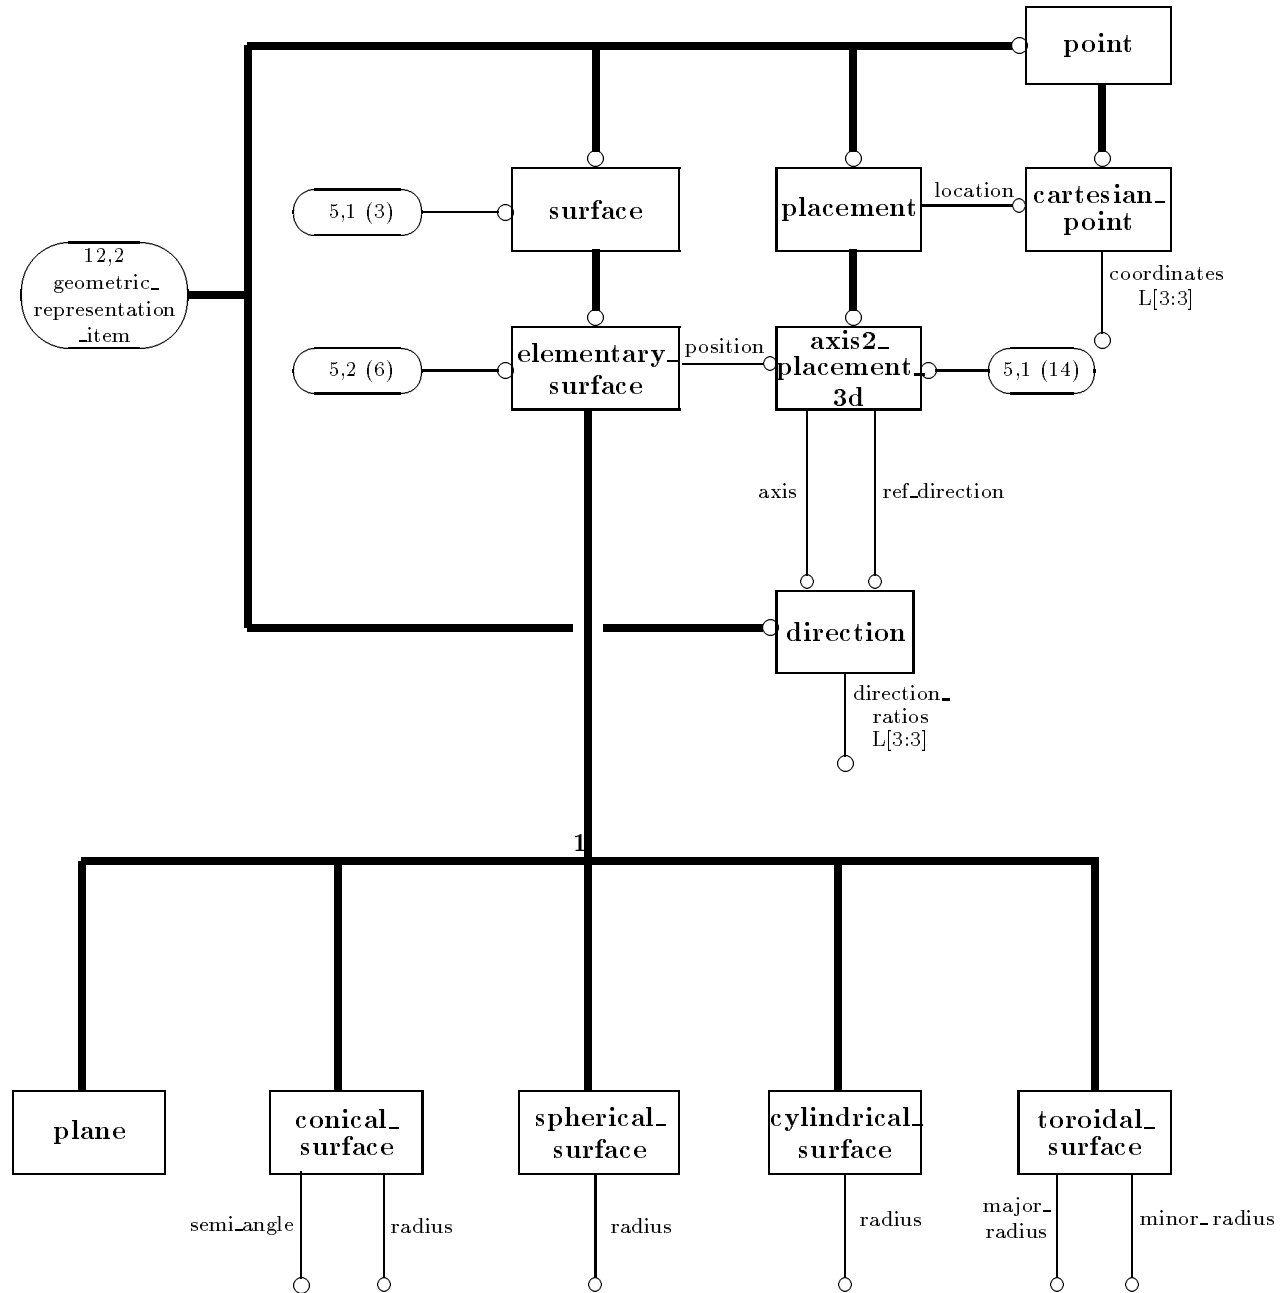 point
5,1 (3)
surface
placement
location
cartesian_
point
12,2
geometric_
representation
_item
coordinates
L[3:3]
5,2 (6)
elementary_
surface
position
axis2_
placement_
3d
5,1 (14)
axis
ref_direction
direction
direction_
ratios
L[3:3]
1
plane
conical_
surface
spherical_
surface
cylindrical_
surface
toroidal_
surface
semi_angle
radius
radius
radius
major_
radius
minor_radius